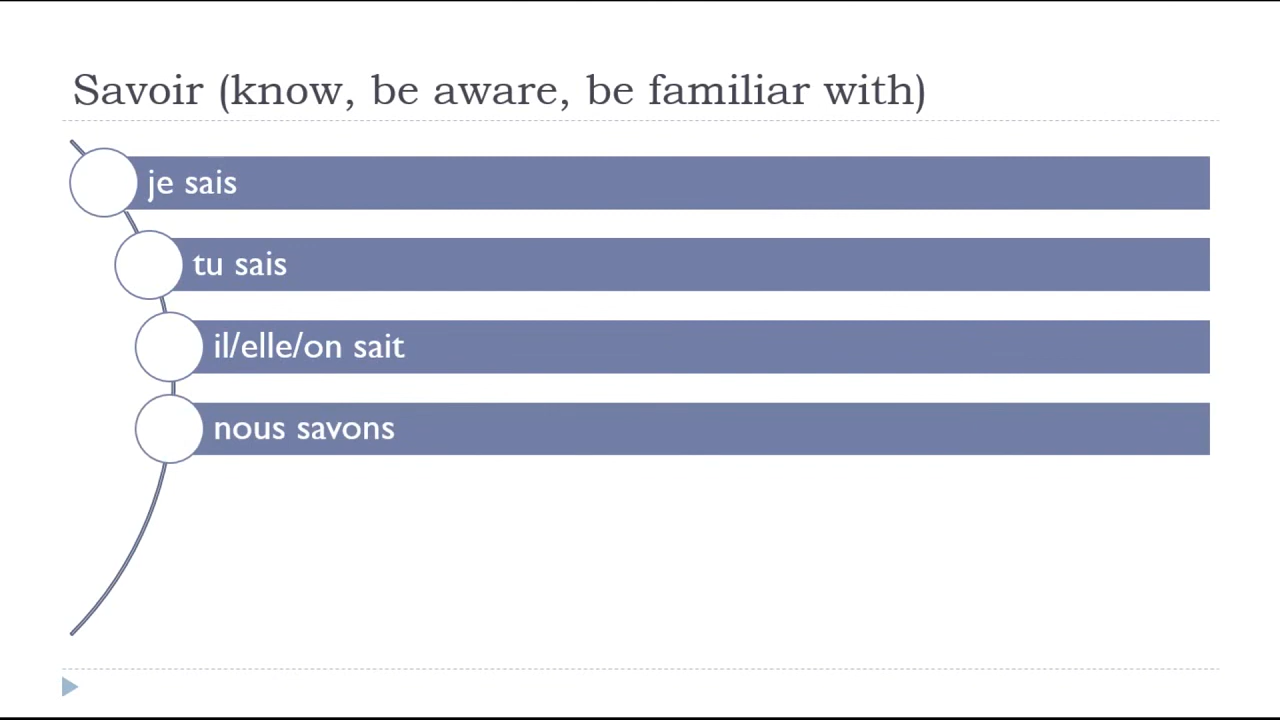 Savoir (know, be aware, be familiar with)
je sais
tu sais
il/elle/on sait
nous savons